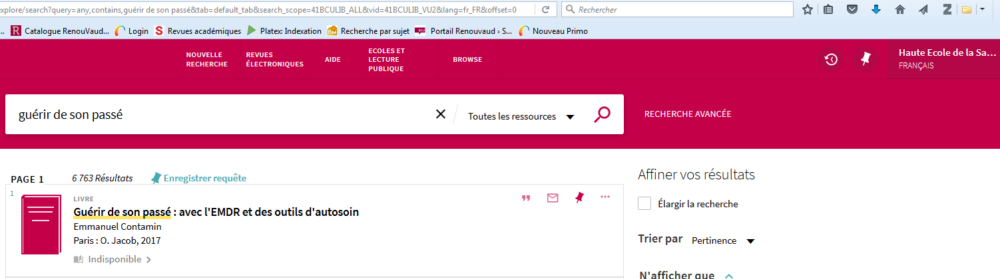 explore/search?query=any,contains,guérir de son passé&tab=default_tab&search_scope=41BCULIB_ALL&vid=41BCULIB_VU2&lang=fr_FR&offset=0
Rechercher
... Catalogue RenouVaud... Login Revues académiques Platex: Indexation Recherche par sujet Portail Renouvaud › S... Nouveau Primo
NOUVELLE RECHERCHE
REVUES ÉLECTRONIQUES
AIDE
ECOLES ET LECTURE PUBLIQUE
BROWSE
Haute Ecole de la Sa...
FRANÇAIS
guérir de son passé
Toutes les ressources
RECHERCHE AVANCÉE
PAGE 1 6 763 Résultats Enregistrer requête
1
LIVRE
Guérir de son passé : avec l'EMDR et des outils d'autosoin
Emmanuel Contamin
Paris : O. Jacob, 2017
Indisponible
Affiner vos résultats
Élargir la recherche
Trier par Pertinence
N'afficher que